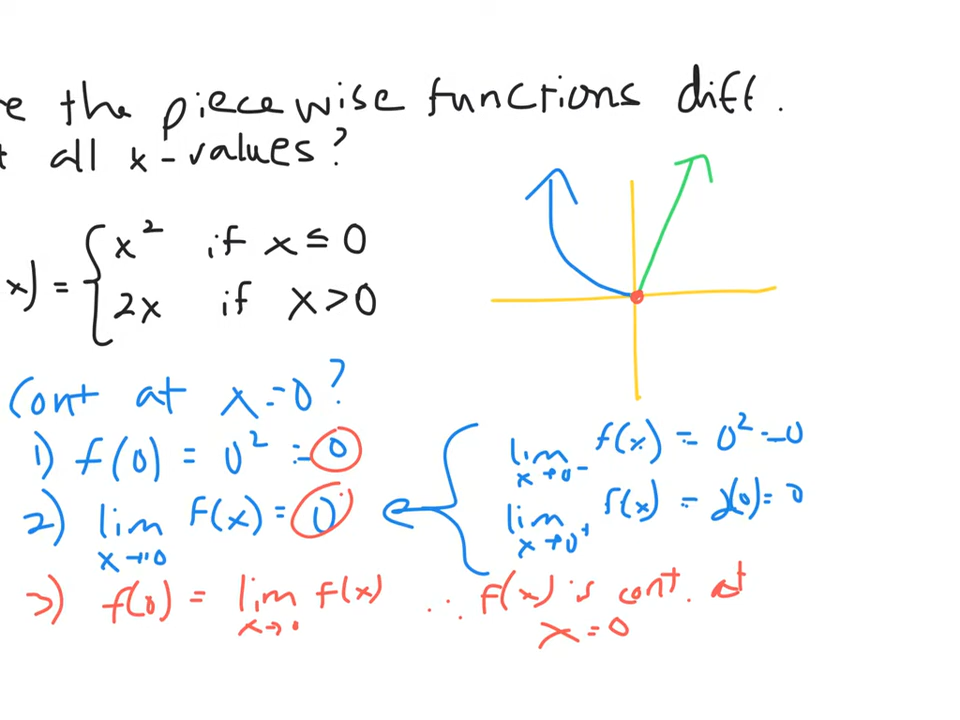 re the piecewise functions diff.
t all x-values?
x) = { x² if x ≤ 0
2x if x > 0
Cont at x = 0?
1) f(0) = 0² = 0
2) lim x→0 f(x) = 0
lim x→0⁻ f(x) = 0² = 0
lim x→0⁺ f(x) = 2(0) = 0
3) f(0) = lim x→0 f(x) ∴ f(x) is cont. at
x = 0